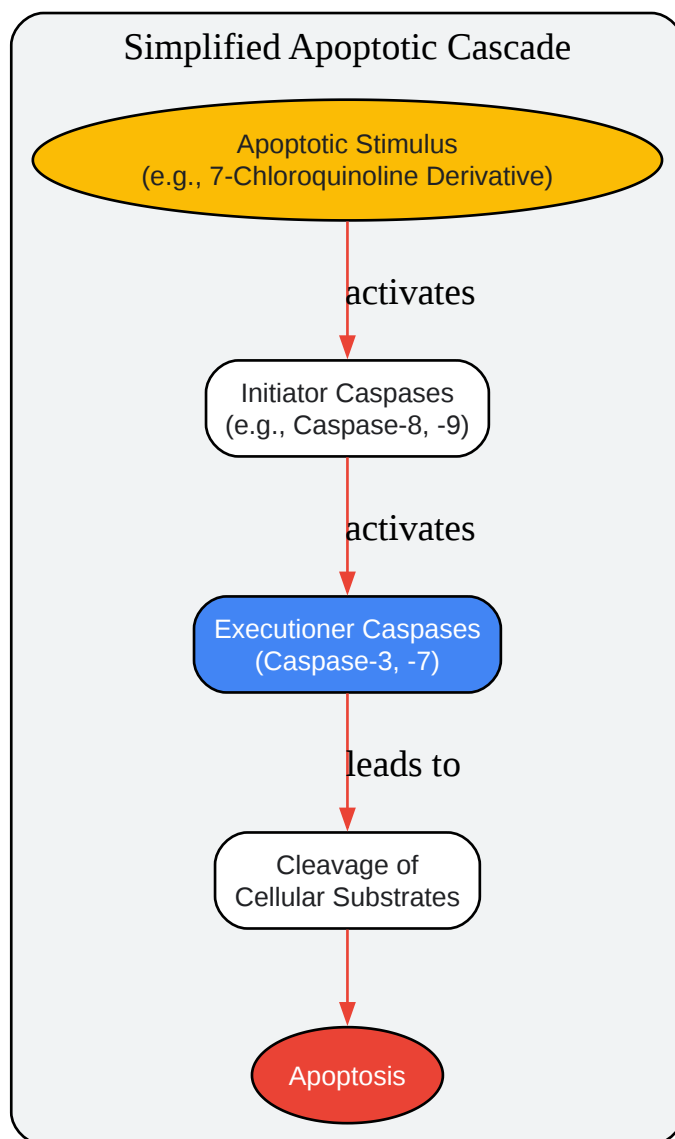 Simplified Apoptotic Cascade
Apoptotic Stimulus
(e.g., 7-Chloroquinoline Derivative)
activates
Initiator Caspases
(e.g., Caspase-8, -9)
activates
Executioner Caspases
(Caspase-3, -7)
leads to
Cleavage of
Cellular Substrates
Apoptosis